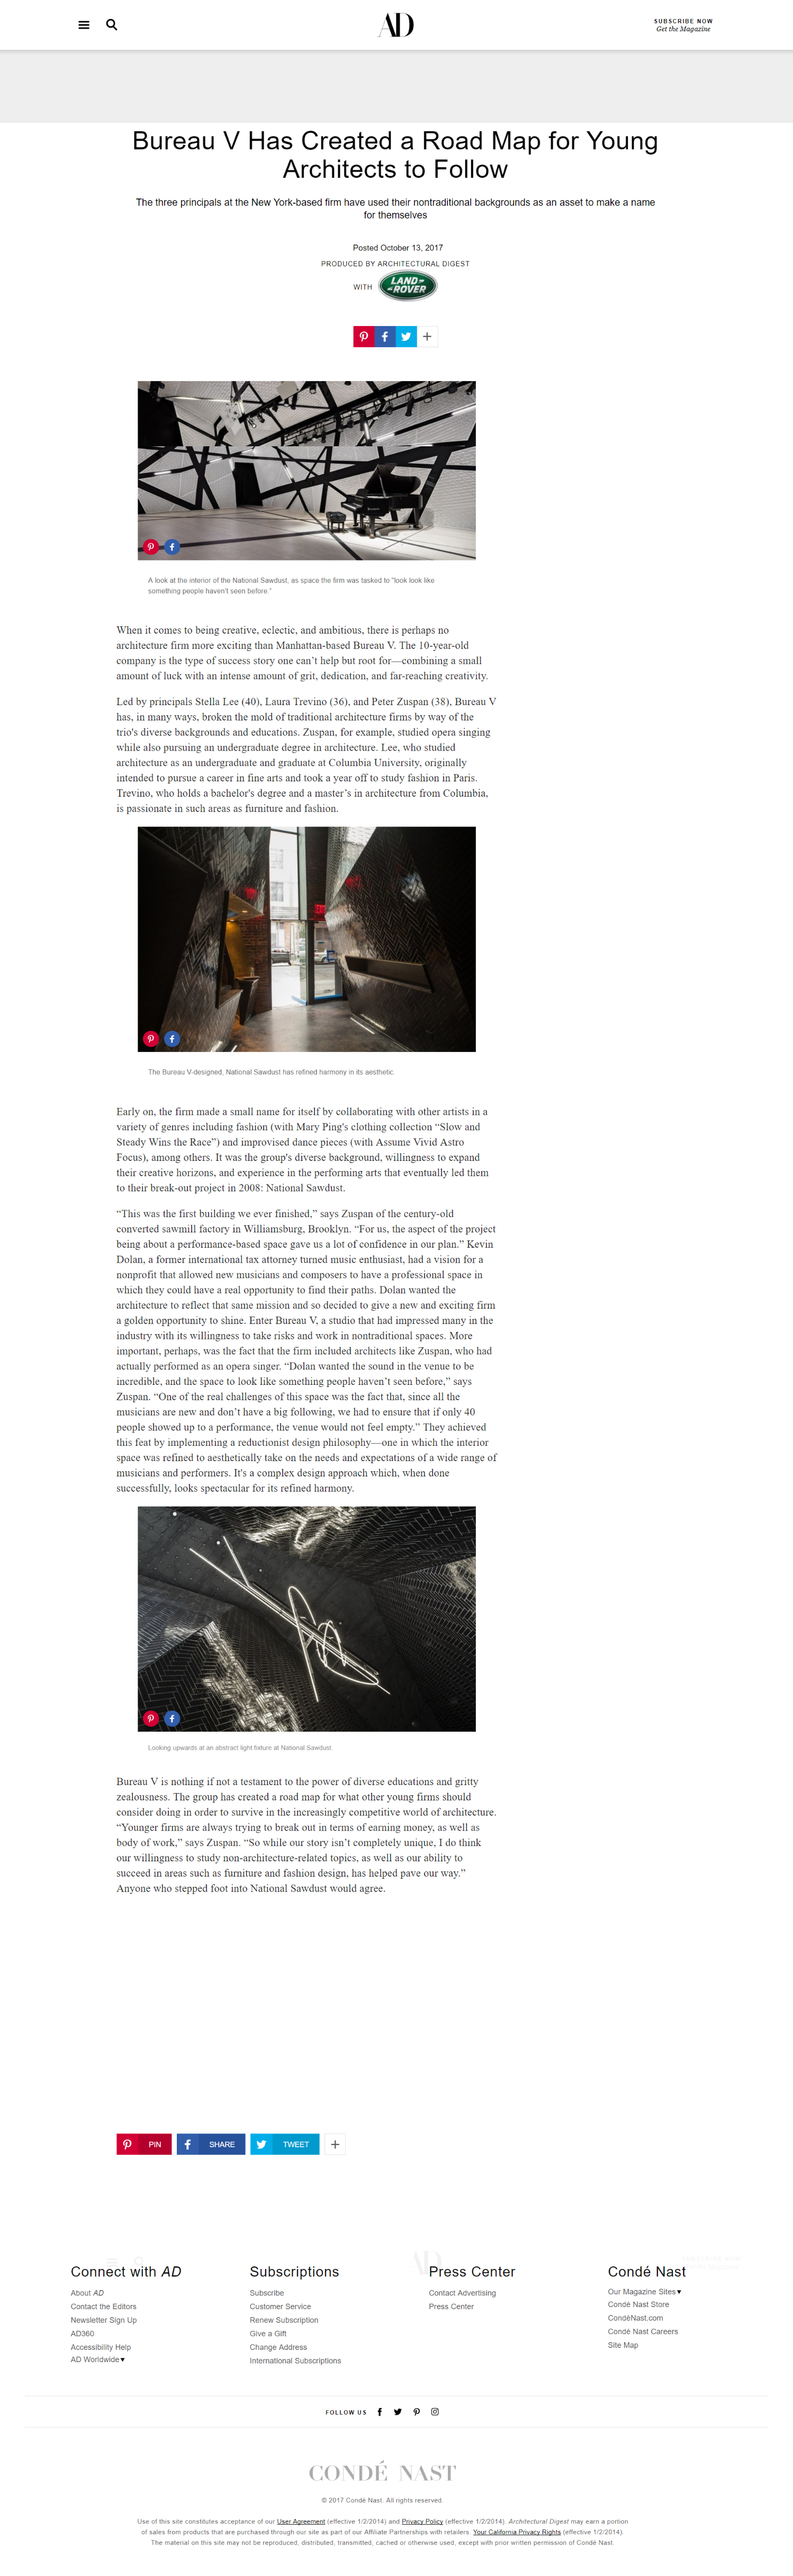 AD
SUBSCRIBE NOW
Get the Magazine
Bureau V Has Created a Road Map for Young
Architects to Follow
The three principals at the New York-based firm have used their nontraditional backgrounds as an asset to make a name
for themselves
Posted October 13, 2017
PRODUCED BY ARCHITECTURAL DIGEST
WITH
LAND-
-ROVER
A look at the interior of the National Sawdust, as space the firm was tasked to "look look like
something people haven't seen before."
When it comes to being creative, eclectic, and ambitious, there is perhaps no
architecture firm more exciting than Manhattan-based Bureau V. The 10-year-old
company is the type of success story one can’t help but root for—combining a small
amount of luck with an intense amount of grit, dedication, and far-reaching creativity.
Led by principals Stella Lee (40), Laura Trevino (36), and Peter Zuspan (38), Bureau V
has, in many ways, broken the mold of traditional architecture firms by way of the
trio's diverse backgrounds and educations. Zuspan, for example, studied opera singing
while also pursuing an undergraduate degree in architecture. Lee, who studied
architecture as an undergraduate and graduate at Columbia University, originally
intended to pursue a career in fine arts and took a year off to study fashion in Paris.
Trevino, who holds a bachelor's degree and a master’s in architecture from Columbia,
is passionate in such areas as furniture and fashion.
The Bureau V-designed, National Sawdust has refined harmony in its aesthetic.
Early on, the firm made a small name for itself by collaborating with other artists in a
variety of genres including fashion (with Mary Ping's clothing collection “Slow and
Steady Wins the Race”) and improvised dance pieces (with Assume Vivid Astro
Focus), among others. It was the group's diverse background, willingness to expand
their creative horizons, and experience in the performing arts that eventually led them
to their break-out project in 2008: National Sawdust.
“This was the first building we ever finished,” says Zuspan of the century-old
converted sawmill factory in Williamsburg, Brooklyn. “For us, the aspect of the project
being about a performance-based space gave us a lot of confidence in our plan.” Kevin
Dolan, a former international tax attorney turned music enthusiast, had a vision for a
nonprofit that allowed new musicians and composers to have a professional space in
which they could have a real opportunity to find their paths. Dolan wanted the
architecture to reflect that same mission and so decided to give a new and exciting firm
a golden opportunity to shine. Enter Bureau V, a studio that had impressed many in the
industry with its willingness to take risks and work in nontraditional spaces. More
important, perhaps, was the fact that the firm included architects like Zuspan, who had
actually performed as an opera singer. “Dolan wanted the sound in the venue to be
incredible, and the space to look like something people haven’t seen before,” says
Zuspan. “One of the real challenges of this space was the fact that, since all the
musicians are new and don’t have a big following, we had to ensure that if only 40
people showed up to a performance, the venue would not feel empty.” They achieved
this feat by implementing a reductionist design philosophy—one in which the interior
space was refined to aesthetically take on the needs and expectations of a wide range of
musicians and performers. It's a complex design approach which, when done
successfully, looks spectacular for its refined harmony.
Looking upwards at an abstract light fixture at National Sawdust.
Bureau V is nothing if not a testament to the power of diverse educations and gritty
zealousness. The group has created a road map for what other young firms should
consider doing in order to survive in the increasingly competitive world of architecture.
“Younger firms are always trying to break out in terms of earning money, as well as
body of work,” says Zuspan. “So while our story isn’t completely unique, I do think
our willingness to study non-architecture-related topics, as well as our ability to
succeed in areas such as furniture and fashion design, has helped pave our way.”
Anyone who stepped foot into National Sawdust would agree.
PIN
SHARE
TWEET
AD
Connect with AD
About AD
Contact the Editors
Newsletter Sign Up
AD360
Accessibility Help
AD Worldwide▼
Subscriptions
Subscribe
Customer Service
Renew Subscription
Give a Gift
Change Address
International Subscriptions
Press Center
Contact Advertising
Press Center
Condé Nast
Our Magazine Sites▼
Condé Nast Store
CondéNast.com
Condé Nast Careers
Site Map
FOLLOW US
CONDÉ NAST
© 2017 Condé Nast. All rights reserved.
Use of this site constitutes acceptance of our User Agreement (effective 1/2/2014) and Privacy Policy (effective 1/2/2014). Architectural Digest may earn a portion
of sales from products that are purchased through our site as part of our Affiliate Partnerships with retailers. Your California Privacy Rights (effective 1/2/2014).
The material on this site may not be reproduced, distributed, transmitted, cached or otherwise used, except with prior written permission of Condé Nast.